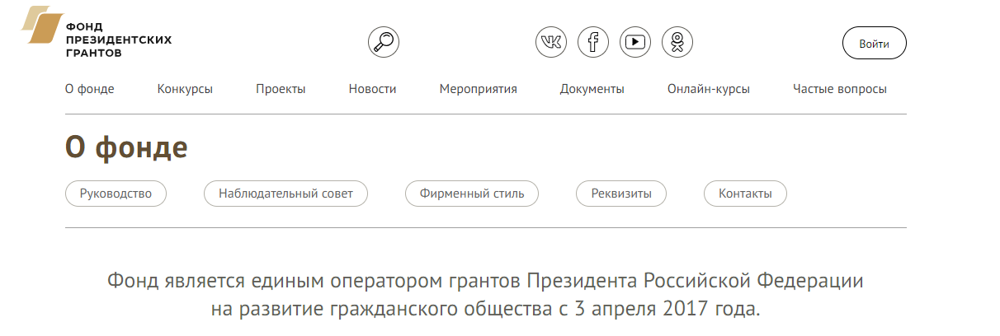 ФОНД
ПРЕЗИДЕНТСКИХ
ГРАНТОВ
Войти
О фонде Конкурсы Проекты Новости Мероприятия Документы Онлайн-курсы Частые вопросы
О фонде
Руководство Наблюдательный совет Фирменный стиль Реквизиты Контакты
Фонд является единым оператором грантов Президента Российской Федерации
на развитие гражданского общества с 3 апреля 2017 года.